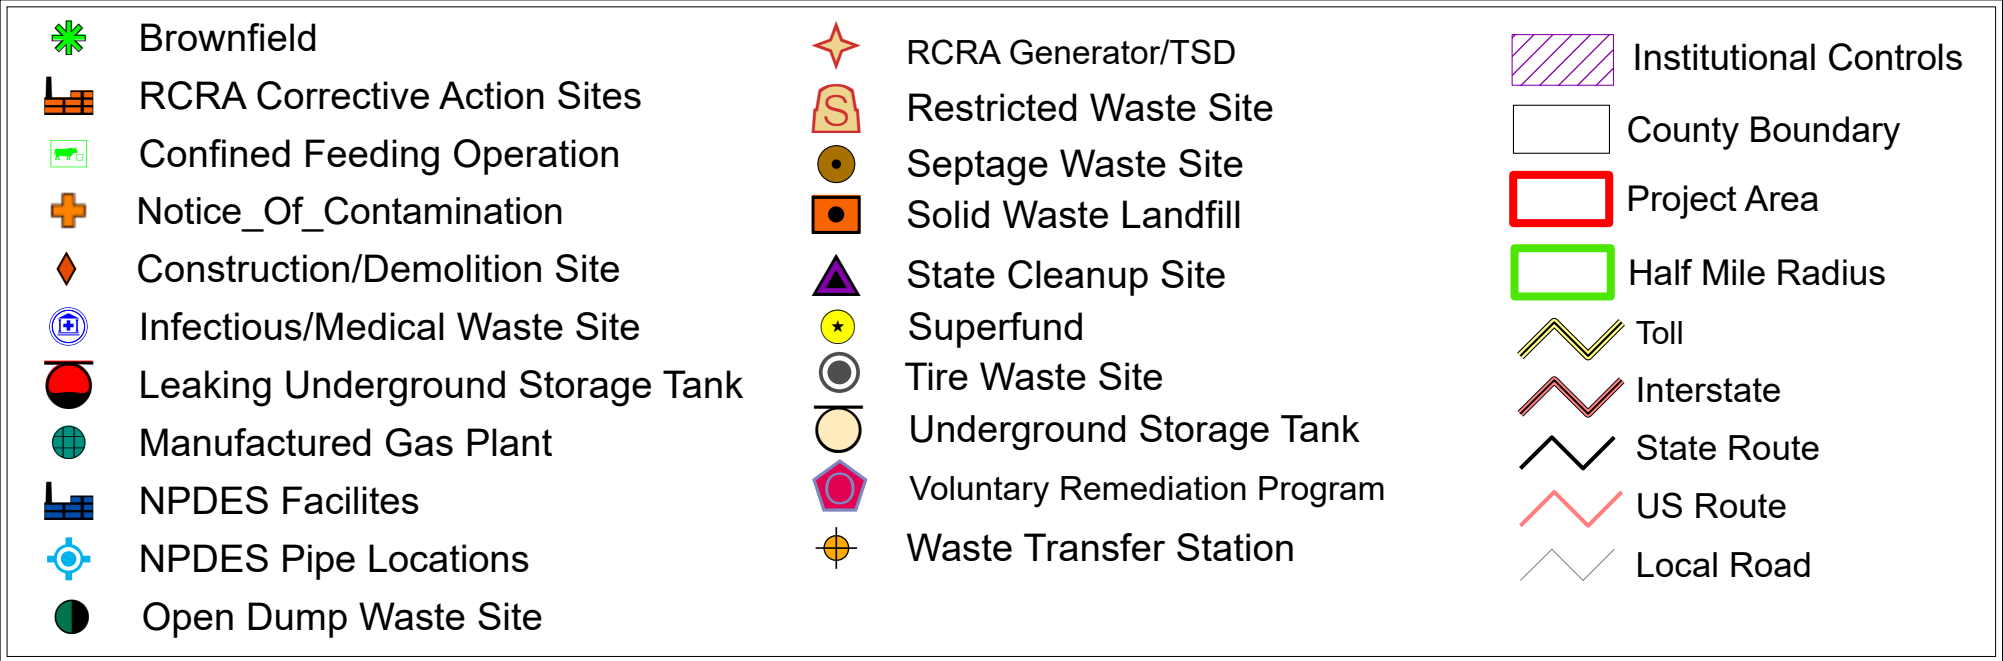 Brownfield
RCRA Corrective Action Sites
Confined Feeding Operation
Notice_Of_Contamination
Construction/Demolition Site
Infectious/Medical Waste Site
Leaking Underground Storage Tank
Manufactured Gas Plant
NPDES Facilites
NPDES Pipe Locations
Open Dump Waste Site
RCRA Generator/TSD
S
Restricted Waste Site
Septage Waste Site
Solid Waste Landfill
State Cleanup Site
Superfund
Tire Waste Site
Underground Storage Tank
O
Voluntary Remediation Program
Waste Transfer Station
Institutional Controls
County Boundary
Project Area
Half Mile Radius
Toll
Interstate
State Route
US Route
Local Road